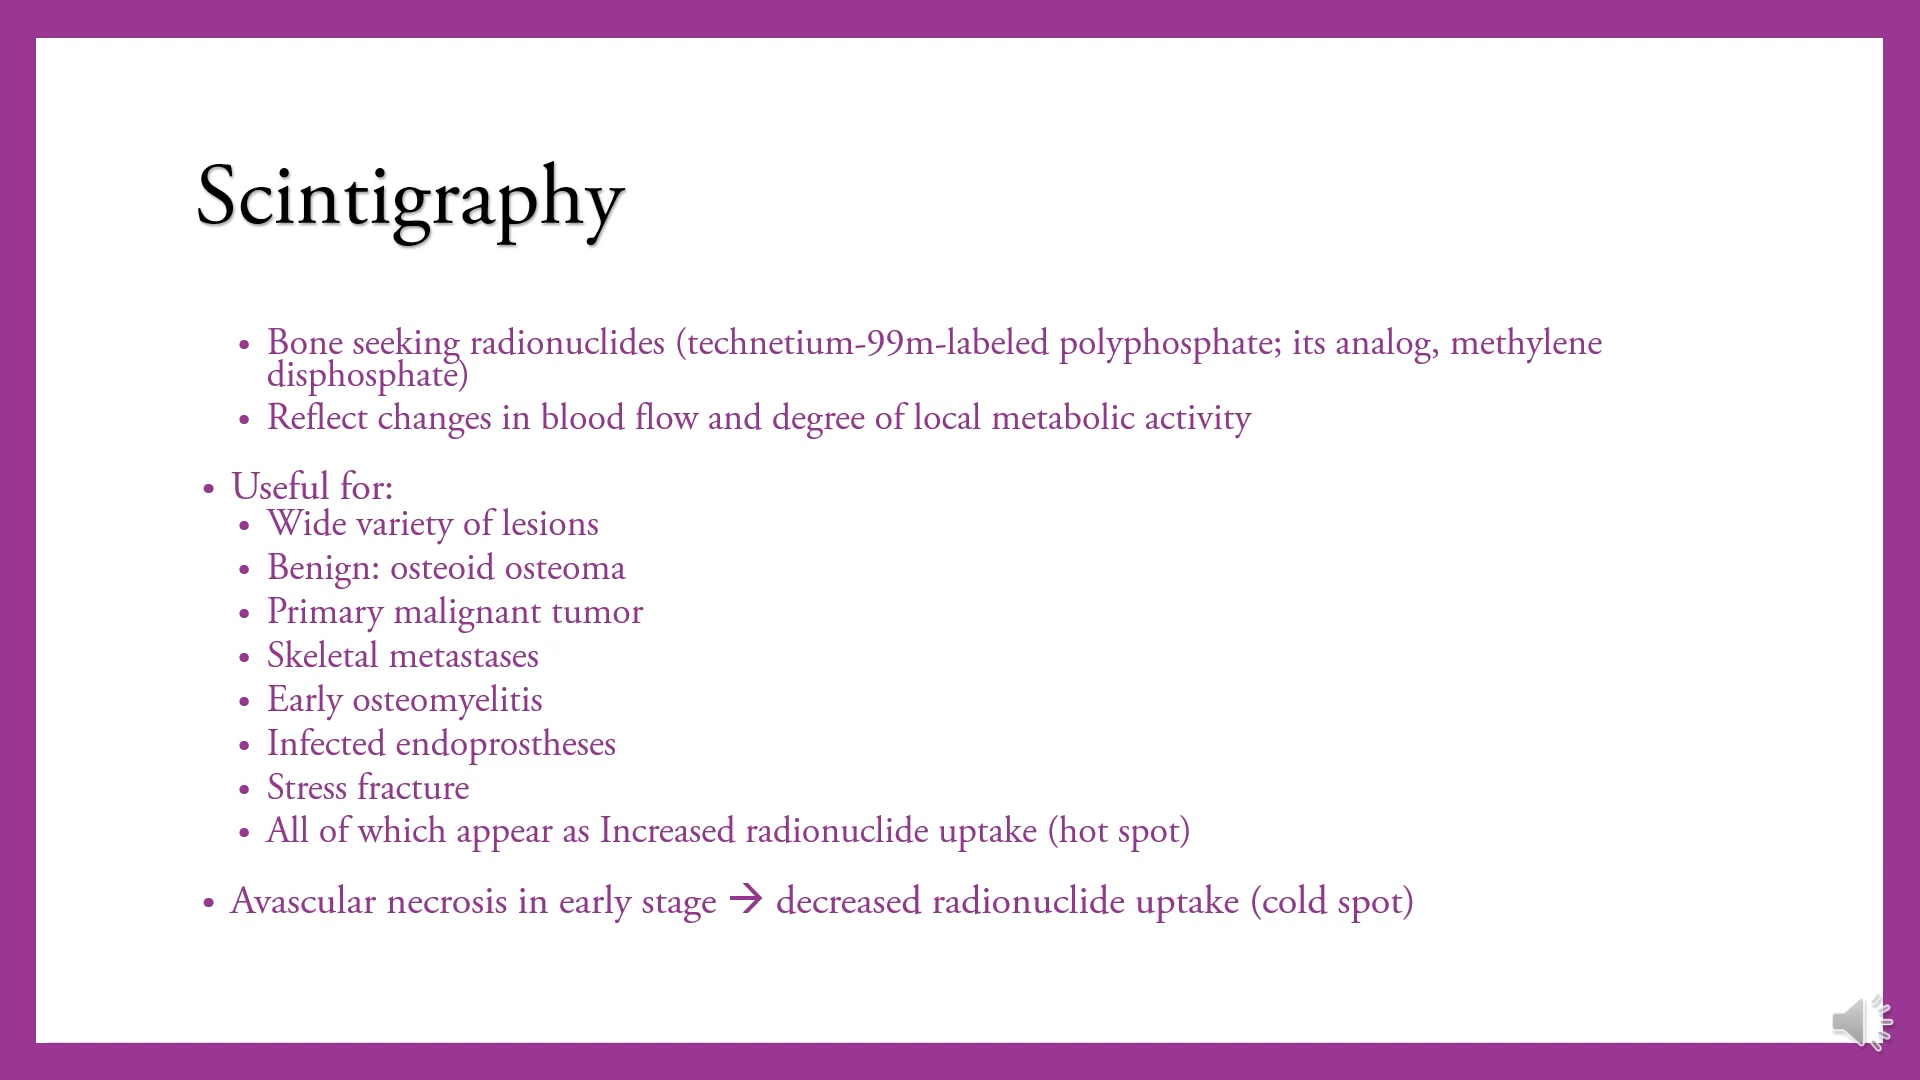 Scintigraphy
• Bone seeking radionuclides (technetium-99m-labeled polyphosphate; its analog, methylene
disphosphate)
• Reflect changes in blood flow and degree of local metabolic activity
• Useful for:
• Wide variety of lesions
• Benign: osteoid osteoma
• Primary malignant tumor
• Skeletal metastases
• Early osteomyelitis
• Infected endoprostheses
• Stress fracture
• All of which appear as Increased radionuclide uptake (hot spot)
• Avascular necrosis in early stage → decreased radionuclide uptake (cold spot)